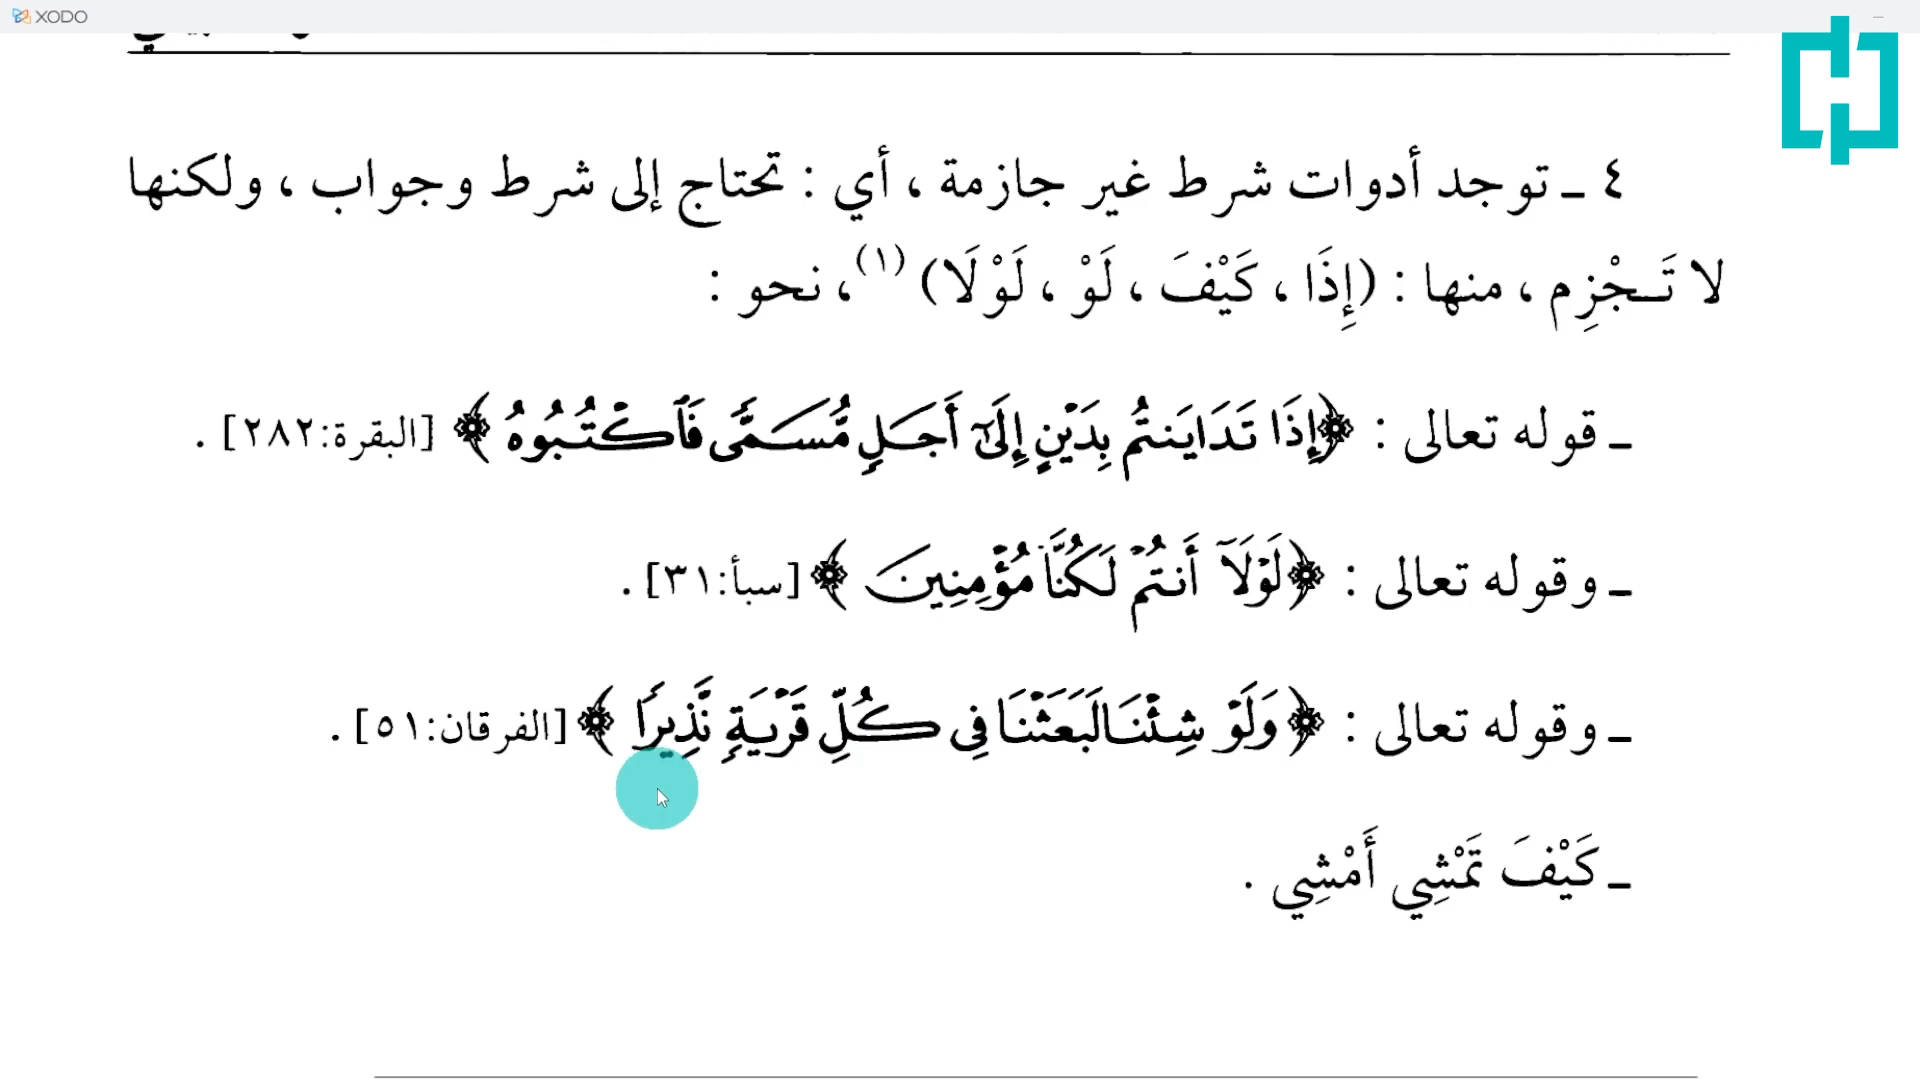 XODO
٤ ـ توجد أدوات شرط غير جازمة ، أي : تحتاج إلى شرط وجواب ، ولكنها
لا تَـجْزِم ، منها : (إِذَا ، كَيْفَ ، لَوْ ، لَوْلَا) (١)، نحو :
ـ قوله تعالى : ﴿إِذَا تَدَايَنتُم بِدَيْنٍ إِلَىٰٓ أَجَلٍ مُّسَمًّى فَٱكْتُبُوهُ ﴾ [البقرة:٢٨٢] .
ـ وقوله تعالى : ﴿لَوْلَآ أَنتُمْ لَكُنَّا مُؤْمِنِينَ ﴾ [سبأ:٣١] .
ـ وقوله تعالى : ﴿وَلَوْ شِئْنَا لَبَعَثْنَا فِى كُلِّ قَرْيَةٍ نَّذِيرًا ﴾ [الفرقان:٥١] .
ـ كَيْفَ تَمْشِي أَمْشِي .